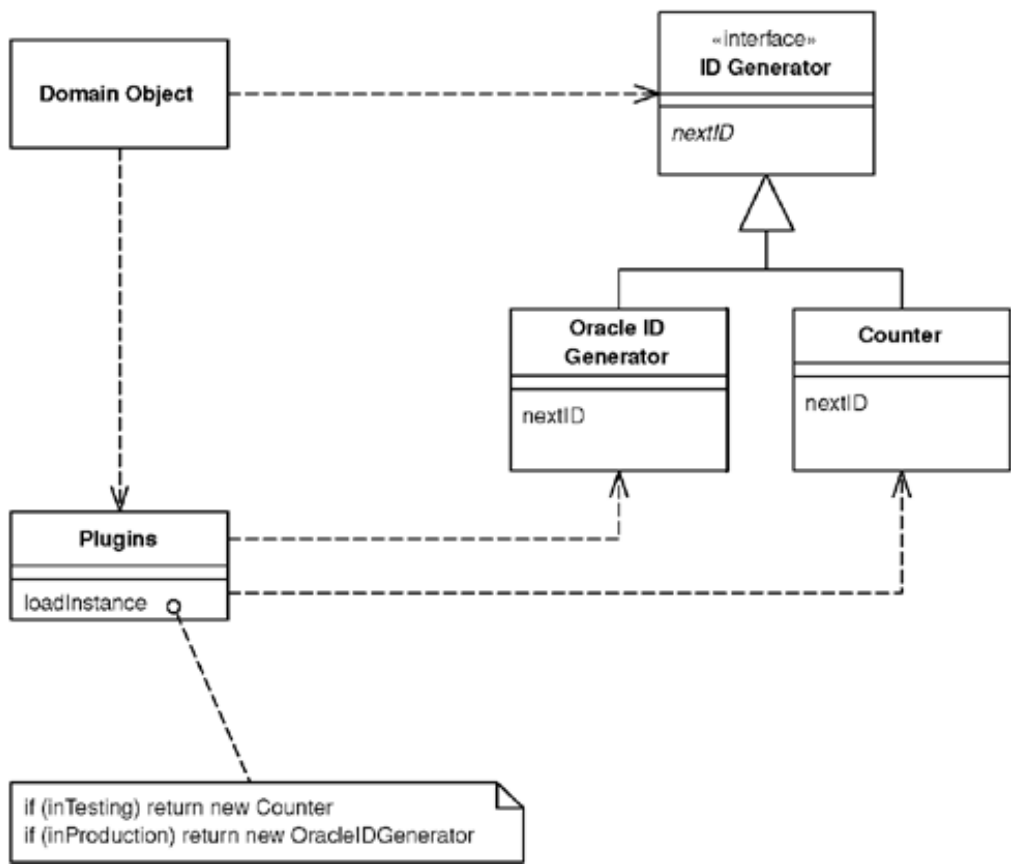 Domain Object
«interface»
ID Generator
nextID
Oracle ID
Generator
nextID
Counter
nextID
Plugins
loadInstance
if (inTesting) return new Counter
if (inProduction) return new OracleIDGenerator